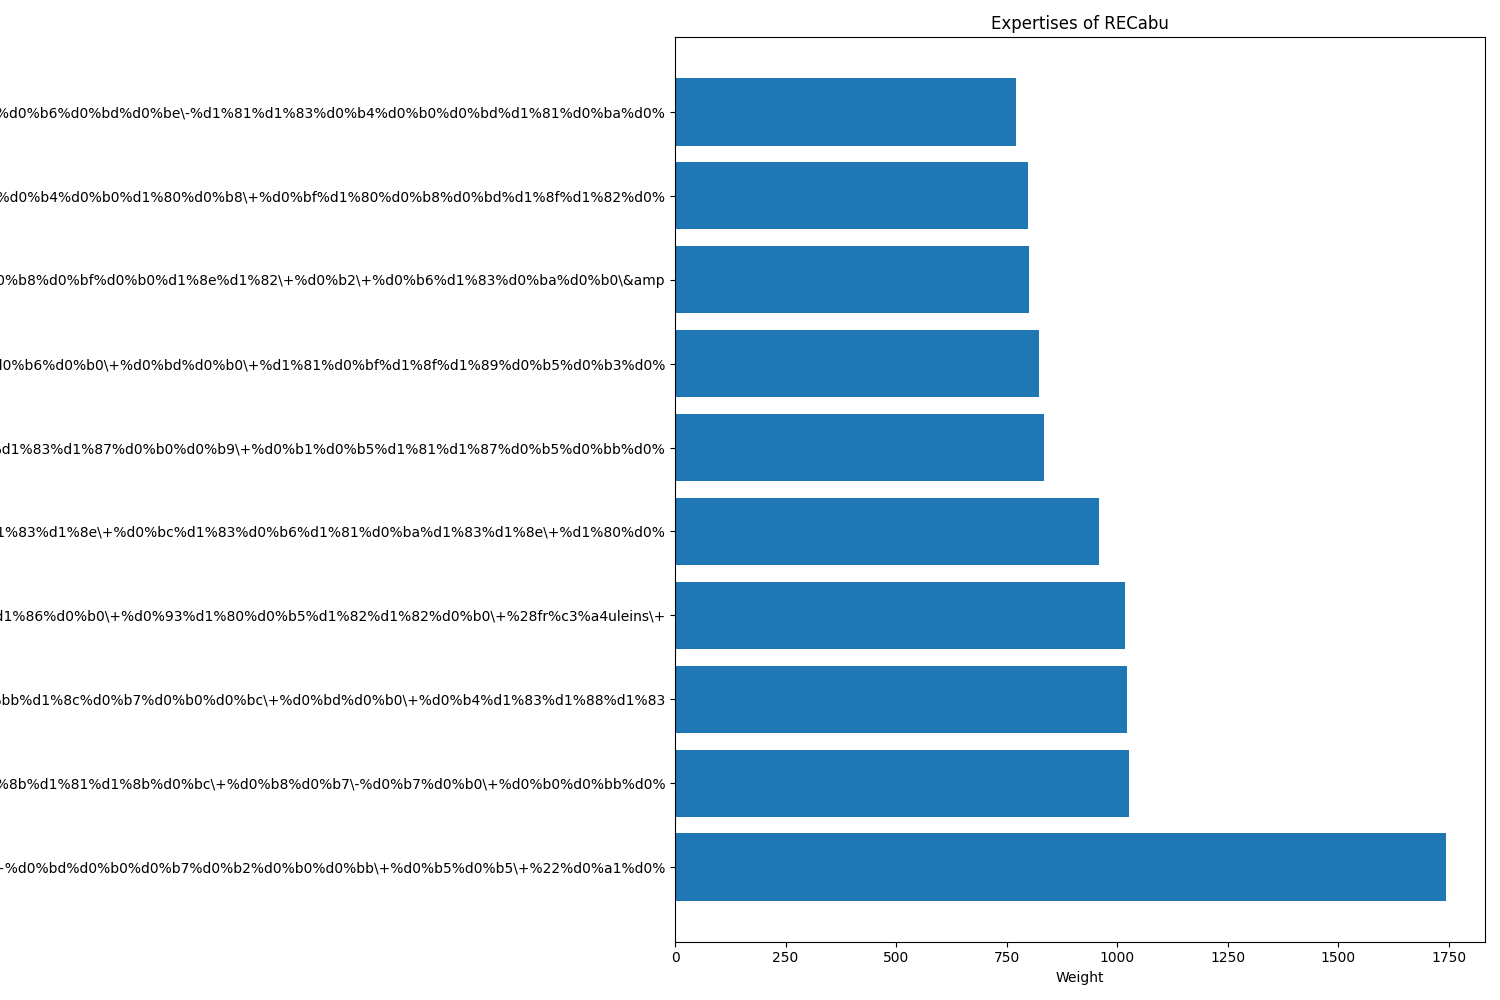 Expertises of RECabu
%d0%b6%d0%bd%d0%be\-%d1%81%d1%83%d0%b4%d0%b0%d0%bd%d1%81%d0%ba%d0%
%d0%b4%d0%b0%d1%80%d0%b8\+%d0%bf%d1%80%d0%b8%d0%bd%d1%8f%d1%82%d0%
0%b8%d0%bf%d0%b0%d1%8e%d1%82\+%d0%b2\+%d0%b6%d1%83%d0%ba%d0%b0\&amp
d0%b6%d0%b0\+%d0%bd%d0%b0\+%d1%81%d0%bf%d1%8f%d1%89%d0%b5%d0%b3%d0%
d1%83%d1%87%d0%b0%d0%b9\+%d0%b1%d0%b5%d1%81%d1%87%d0%b5%d0%bb%d0%
1%83%d1%8e\+%d0%bc%d1%83%d0%b6%d1%81%d0%ba%d1%83%d1%8e\+%d1%80%d0%
d1%86%d0%b0\+%d0%93%d1%80%d0%b5%d1%82%d1%82%d0%b0\+%28fr%c3%a4uleins\+
bb%d1%8c%d0%b7%d0%b0%d0%bc\+%d0%bd%d0%b0\+%d0%b4%d1%83%d1%88%d1%83
%8b%d1%81%d1%8b%d0%bc\+%d0%b8%d0%b7\-%d0%b7%d0%b0\+%d0%b0%d0%bb%d0%
+%d0%bd%d0%b0%d0%b7%d0%b2%d0%b0%d0%bb\+%d0%b5%d0%b5\+%22%d0%a1%d0%
0 250 500 750 1000 1250 1500 1750
Weight